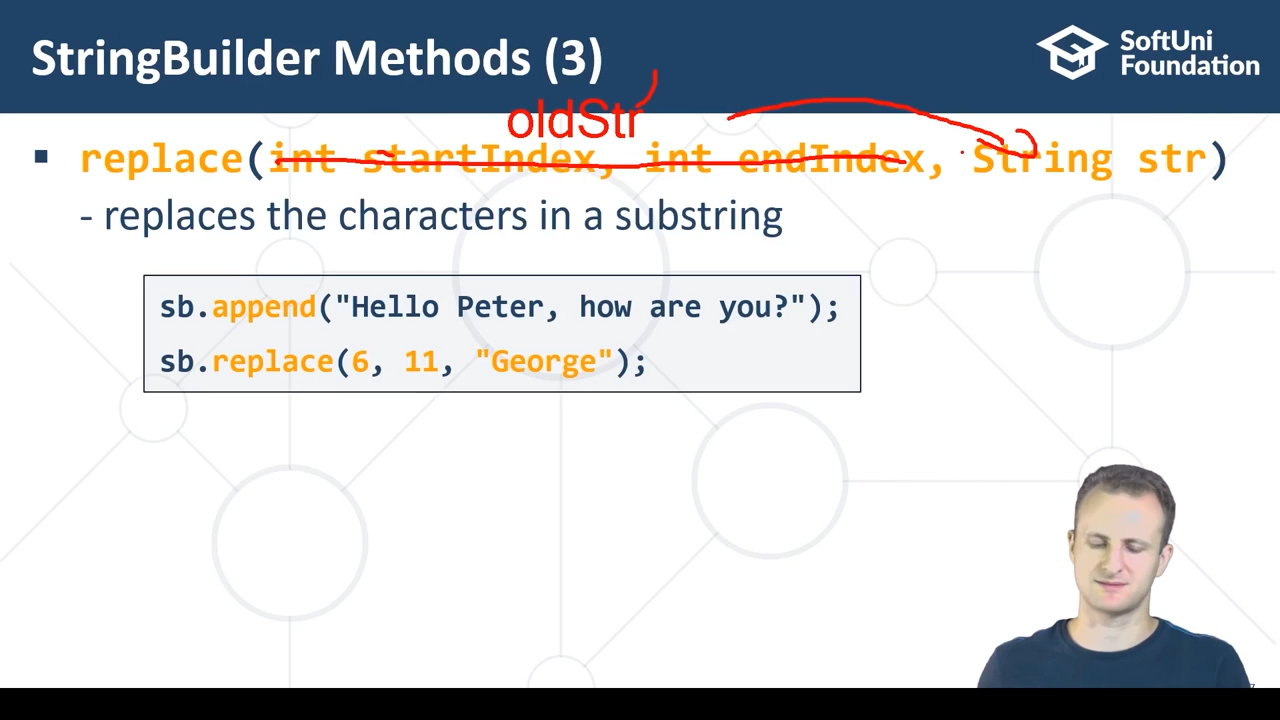 StringBuilder Methods (3)
SoftUni
Foundation
oldStr
replace(int startIndex, int endIndex, String str)
- replaces the characters in a substring
sb.append("Hello Peter, how are you?");
sb.replace(6, 11, "George");